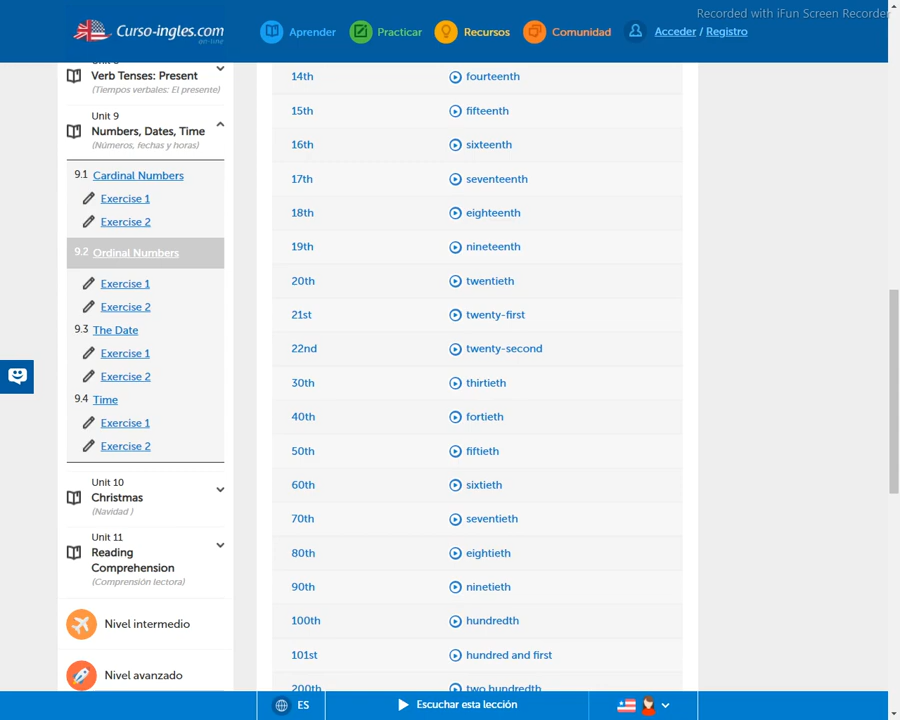 Recorded with iFun Screen Recorder
Curso-ingles.com
on-line
Aprender
Practicar
Recursos
Comunidad
Acceder / Registro
Verb Tenses: Present
(Tiempos verbales: El presente)
Unit 9
Numbers, Dates, Time
(Números, fechas y horas)
9.1 Cardinal Numbers
Exercise 1
Exercise 2
9.2 Ordinal Numbers
Exercise 1
Exercise 2
9.3 The Date
Exercise 1
Exercise 2
9.4 Time
Exercise 1
Exercise 2
Unit 10
Christmas
(Navidad )
Unit 11
Reading
Comprehension
(Comprensión lectora)
Nivel intermedio
Nivel avanzado
14th fourteenth
15th fifteenth
16th sixteenth
17th seventeenth
18th eighteenth
19th nineteenth
20th twentieth
21st twenty-first
22nd twenty-second
30th thirtieth
40th fortieth
50th fiftieth
60th sixtieth
70th seventieth
80th eightieth
90th ninetieth
100th hundredth
101st hundred and first
200th two hundredth
ES
Escuchar esta lección